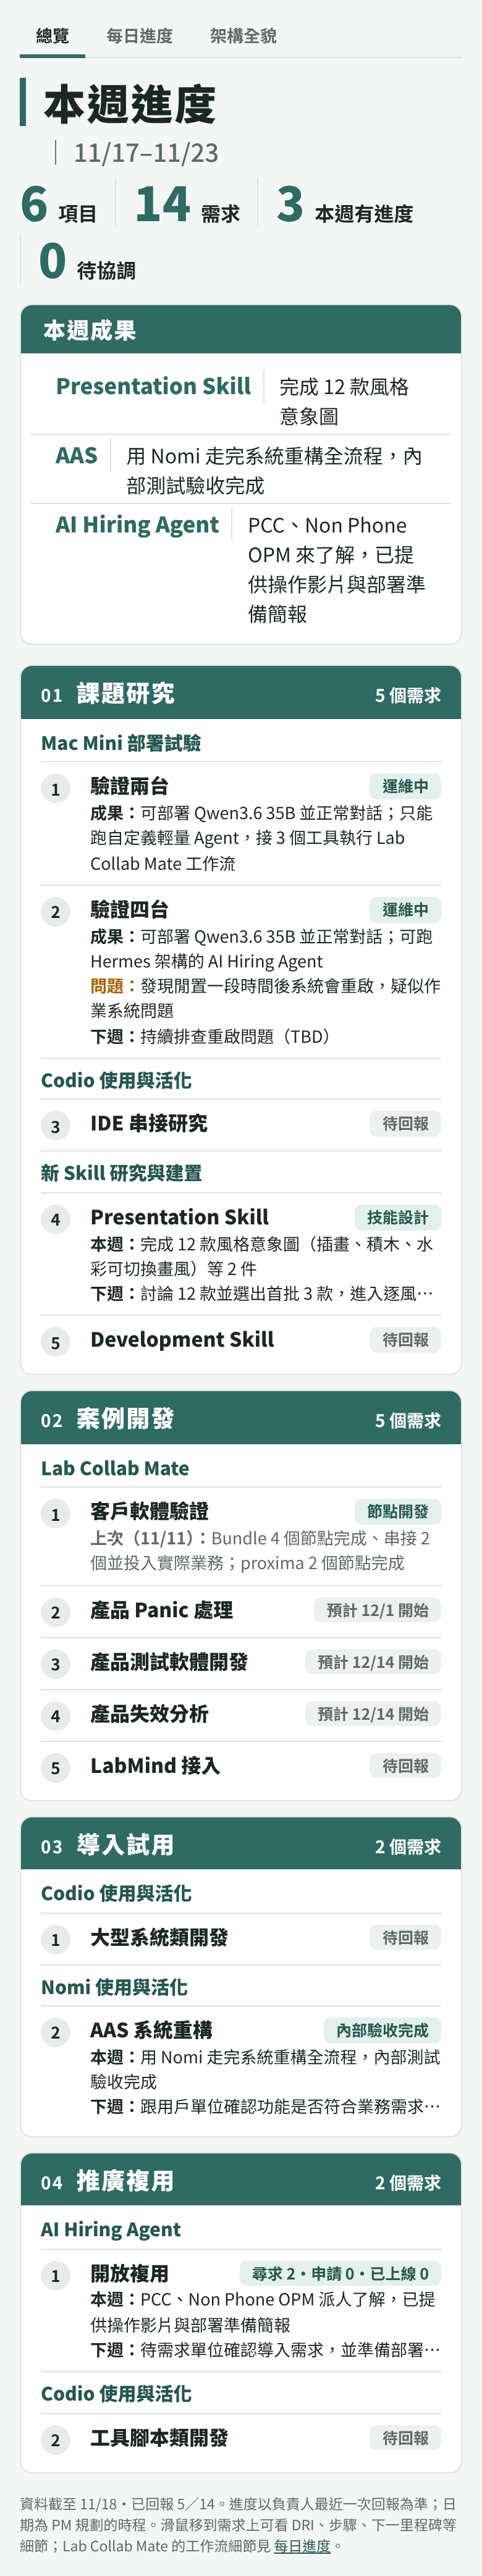 總覽 每日進度 架構全貌
本週進度
11/17–11/23
6 項目 14 需求 3 本週有進度
0 待協調
本週成果
Presentation Skill 完成 12 款風格
意象圖
AAS 用 Nomi 走完系統重構全流程，內
部測試驗收完成
AI Hiring Agent PCC、Non Phone
OPM 來了解，已提
供操作影片與部署準
備簡報
01 課題研究 5 個需求
Mac Mini 部署試驗
1 驗證兩台 運維中
成果：可部署 Qwen3.6 35B 並正常對話；只能
跑自定義輕量 Agent，接 3 個工具執行 Lab
Collab Mate 工作流
2 驗證四台 運維中
成果：可部署 Qwen3.6 35B 並正常對話；可跑
Hermes 架構的 AI Hiring Agent
問題：發現閒置一段時間後系統會重啟，疑似作
業系統問題
下週：持續排查重啟問題（TBD）
Codio 使用與活化
3 IDE 串接研究 待回報
新 Skill 研究與建置
4 Presentation Skill 技能設計
本週：完成 12 款風格意象圖（插畫、積木、水
彩可切換畫風）等 2 件
下週：討論 12 款並選出首批 3 款，進入逐風…
5 Development Skill 待回報
02 案例開發 5 個需求
Lab Collab Mate
1 客戶軟體驗證 節點開發
上次（11/11）：Bundle 4 個節點完成、串接 2
個並投入實際業務；proxima 2 個節點完成
2 產品 Panic 處理 預計 12/1 開始
3 產品測試軟體開發 預計 12/14 開始
4 產品失效分析 預計 12/14 開始
5 LabMind 接入 待回報
03 導入試用 2 個需求
Codio 使用與活化
1 大型系統類開發 待回報
Nomi 使用與活化
2 AAS 系統重構 內部驗收完成
本週：用 Nomi 走完系統重構全流程，內部測試
驗收完成
下週：跟用戶單位確認功能是否符合業務需求…
04 推廣複用 2 個需求
AI Hiring Agent
1 開放複用 尋求 2・申請 0・已上線 0
本週：PCC、Non Phone OPM 派人了解，已提
供操作影片與部署準備簡報
下週：待需求單位確認導入需求，並準備部署…
Codio 使用與活化
2 工具腳本類開發 待回報
資料截至 11/18・已回報 5／14。進度以負責人最近一次回報為準；日
期為 PM 規劃的時程。滑鼠移到需求上可看 DRI、步驟、下一里程碑等
細節；Lab Collab Mate 的工作流細節見 每日進度。